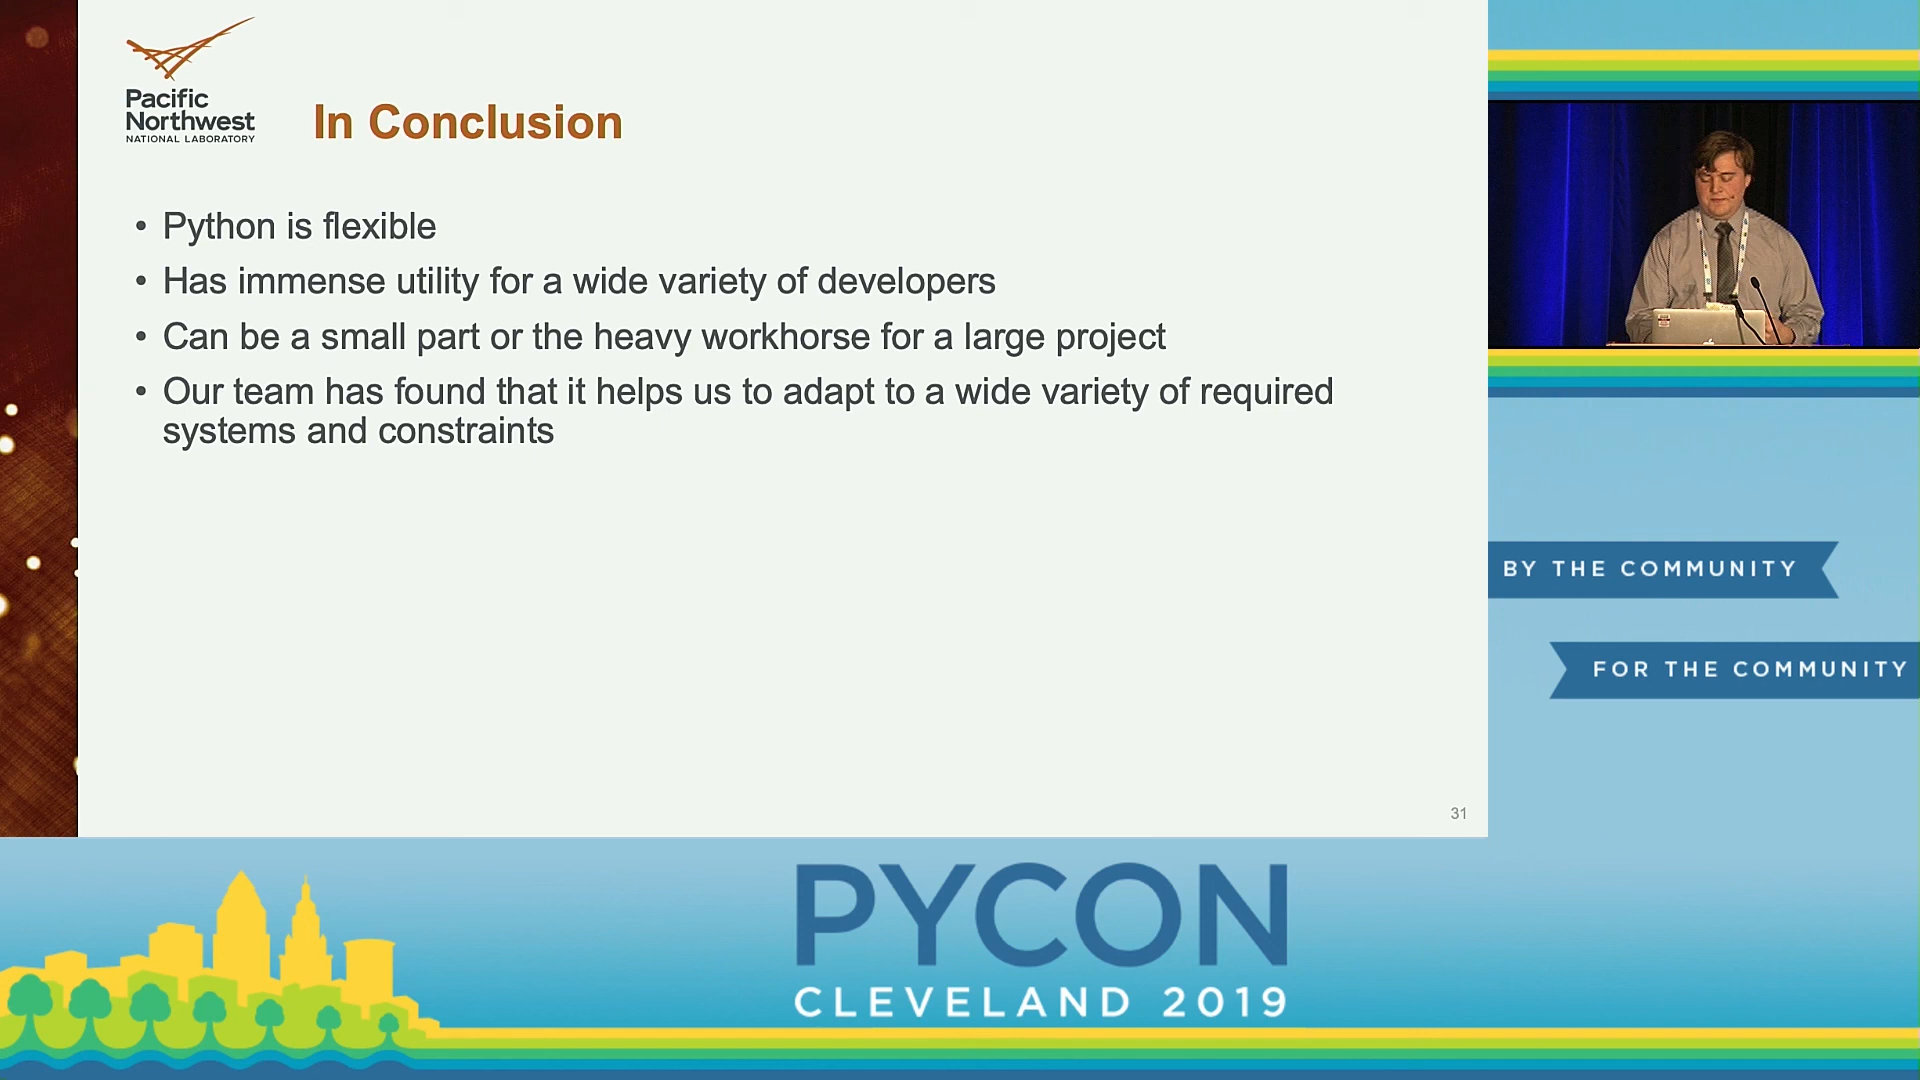 Pacific
Northwest
NATIONAL LABORATORY
In Conclusion
• Python is flexible
• Has immense utility for a wide variety of developers
• Can be a small part or the heavy workhorse for a large project
• Our team has found that it helps us to adapt to a wide variety of required
systems and constraints
31
BY THE COMMUNITY
FOR THE COMMUNITY
PYCON
CLEVELAND 2019